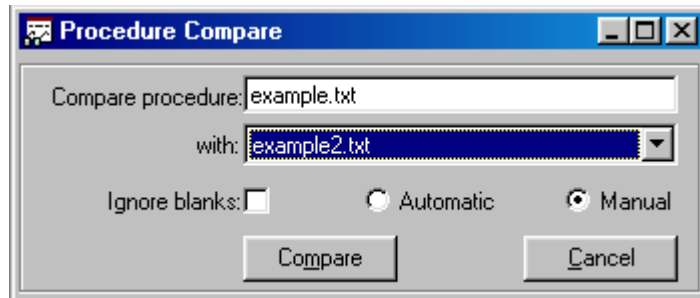 Procedure Compare
Compare procedure: example.txt
with: example2.txt
Ignore blanks: Automatic Manual
Compare Cancel